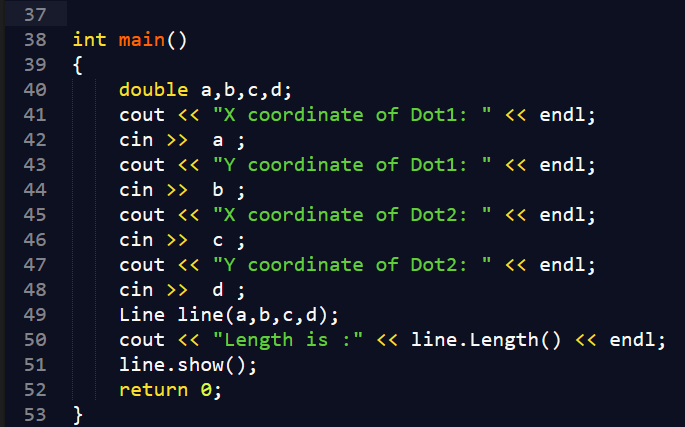 37
38 int main()
39 {
40 double a,b,c,d;
41 cout << "X coordinate of Dot1: " << endl;
42 cin >>  a ;
43 cout << "Y coordinate of Dot1: " << endl;
44 cin >>  b ;
45 cout << "X coordinate of Dot2: " << endl;
46 cin >>  c ;
47 cout << "Y coordinate of Dot2: " << endl;
48 cin >>  d ;
49 Line line(a,b,c,d);
50 cout << "Length is :" << line.Length() << endl;
51 line.show();
52 return 0;
53 }